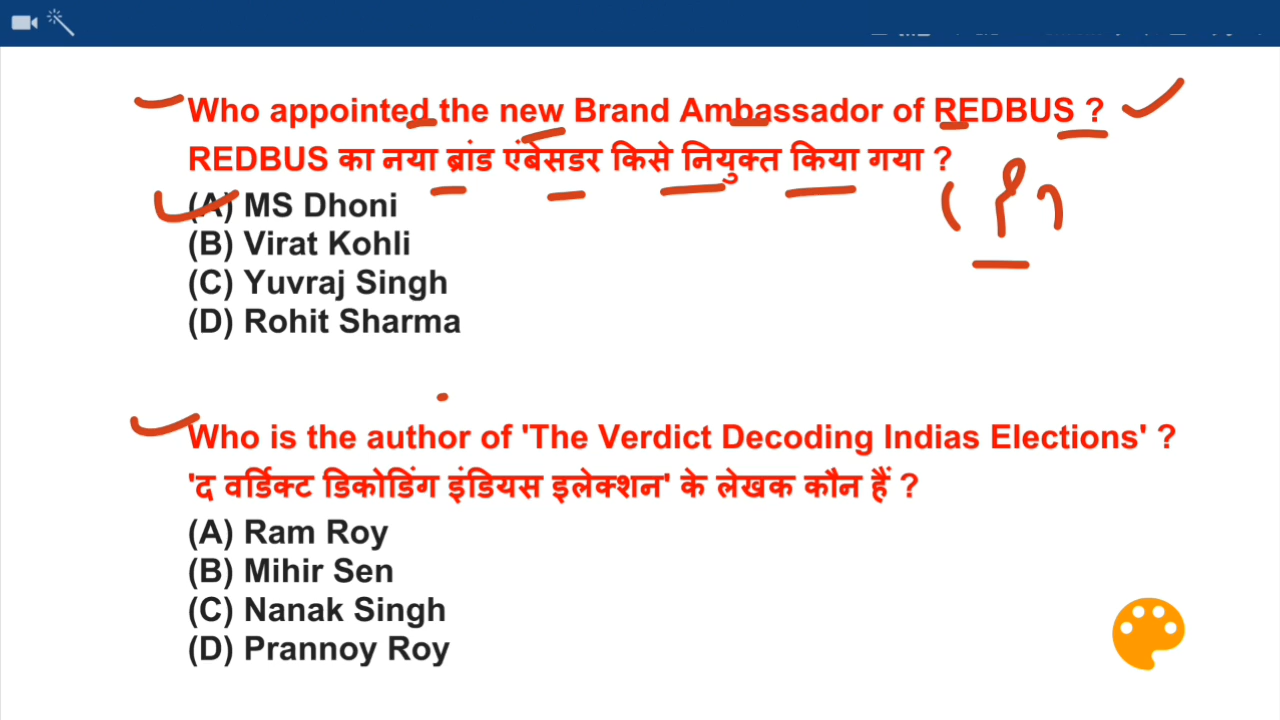 Who appointed the new Brand Ambassador of REDBUS ?
REDBUS का नया ब्रांड एंबेसडर किसे नियुक्त किया गया ?
(A) MS Dhoni
(B) Virat Kohli
(C) Yuvraj Singh
(D) Rohit Sharma
Who is the author of 'The Verdict Decoding Indias Elections' ?
'द वर्डिक्ट डिकोडिंग इंडियस इलेक्शन' के लेखक कौन हैं ?
(A) Ram Roy
(B) Mihir Sen
(C) Nanak Singh
(D) Prannoy Roy